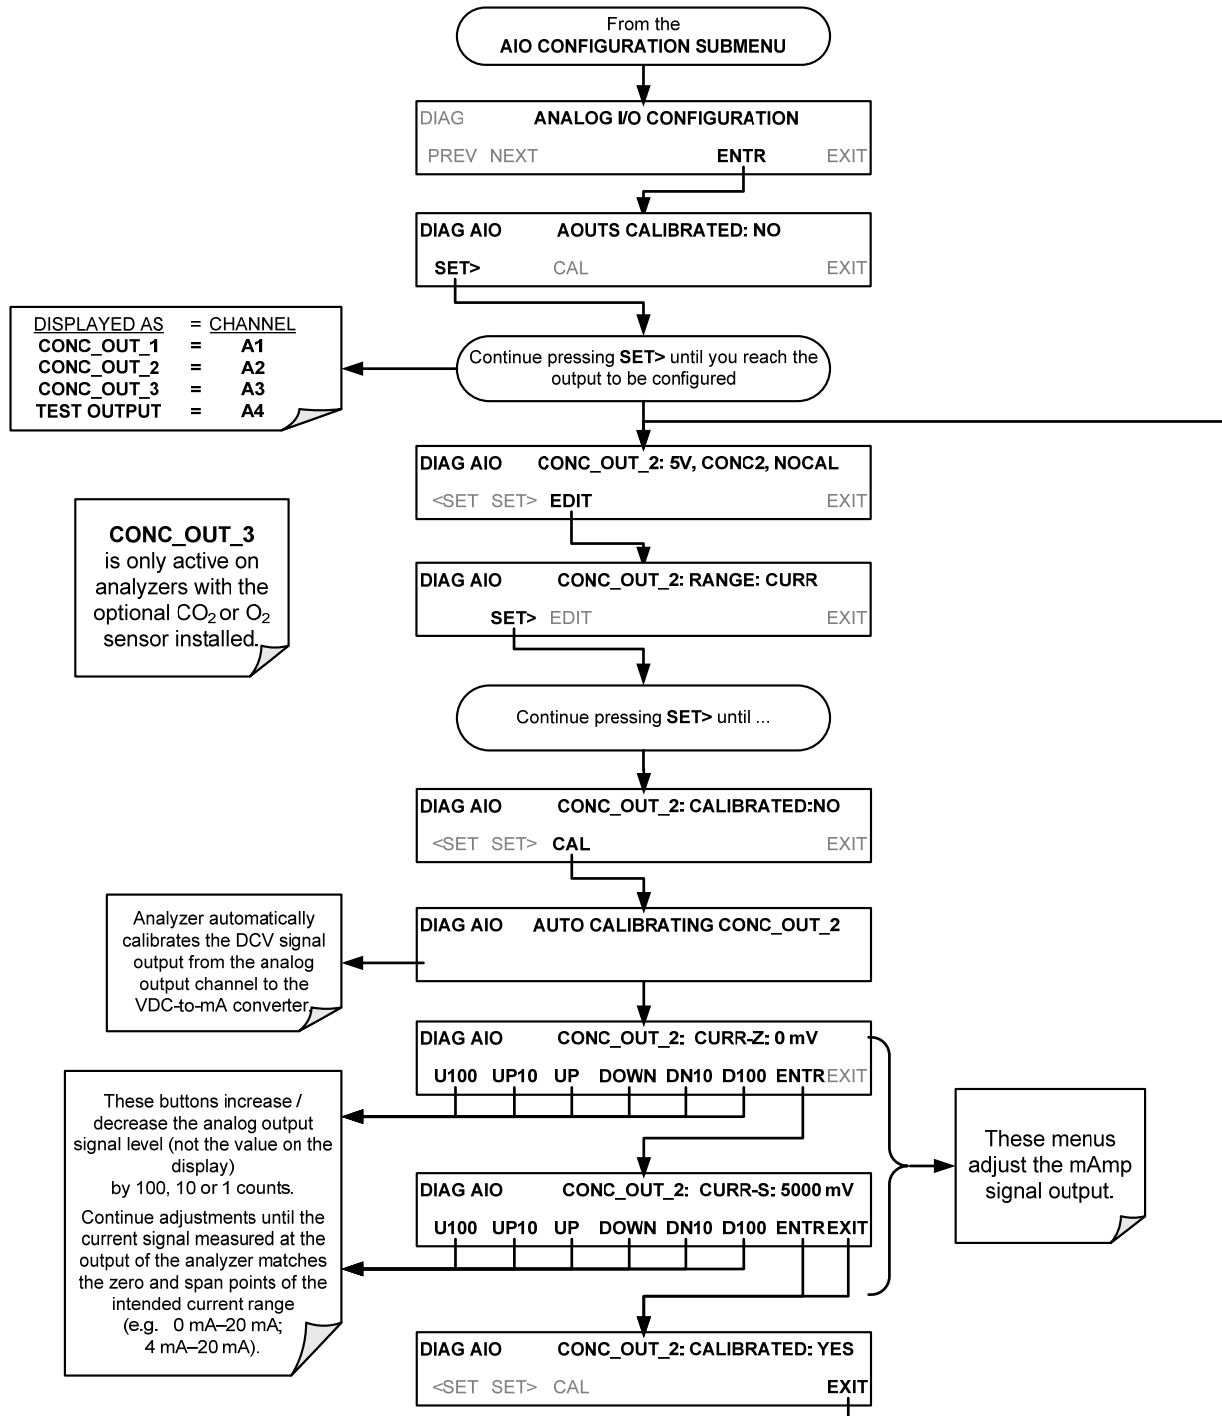 From the
AIO CONFIGURATION SUBMENU
DIAG ANALOG I/O CONFIGURATION
PREV NEXT ENTR EXIT
DIAG AIO AOUTS CALIBRATED: NO
SET> CAL EXIT
DISPLAYED AS = CHANNEL
CONC_OUT_1 = A1
CONC_OUT_2 = A2
CONC_OUT_3 = A3
TEST OUTPUT = A4
Continue pressing SET> until you reach the
output to be configured
DIAG AIO CONC_OUT_2: 5V, CONC2, NOCAL
<SET SET> EDIT EXIT
CONC_OUT_3
is only active on
analyzers with the
optional CO2 or O2
sensor installed.
DIAG AIO CONC_OUT_2: RANGE: CURR
SET> EDIT EXIT
Continue pressing SET> until ...
DIAG AIO CONC_OUT_2: CALIBRATED:NO
<SET SET> CAL EXIT
Analyzer automatically
calibrates the DCV signal
output from the analog
output channel to the
VDC-to-mA converter.
DIAG AIO AUTO CALIBRATING CONC_OUT_2
DIAG AIO CONC_OUT_2: CURR-Z: 0 mV
U100 UP10 UP DOWN DN10 D100 ENTR EXIT
These buttons increase /
decrease the analog output
signal level (not the value on the
display)
by 100, 10 or 1 counts.
Continue adjustments until the
current signal measured at the
output of the analyzer matches
the zero and span points of the
intended current range
(e.g. 0 mA–20 mA;
4 mA–20 mA).
These menus
adjust the mAmp
signal output.
DIAG AIO CONC_OUT_2: CURR-S: 5000 mV
U100 UP10 UP DOWN DN10 D100 ENTR EXIT
DIAG AIO CONC_OUT_2: CALIBRATED: YES
<SET SET> CAL EXIT